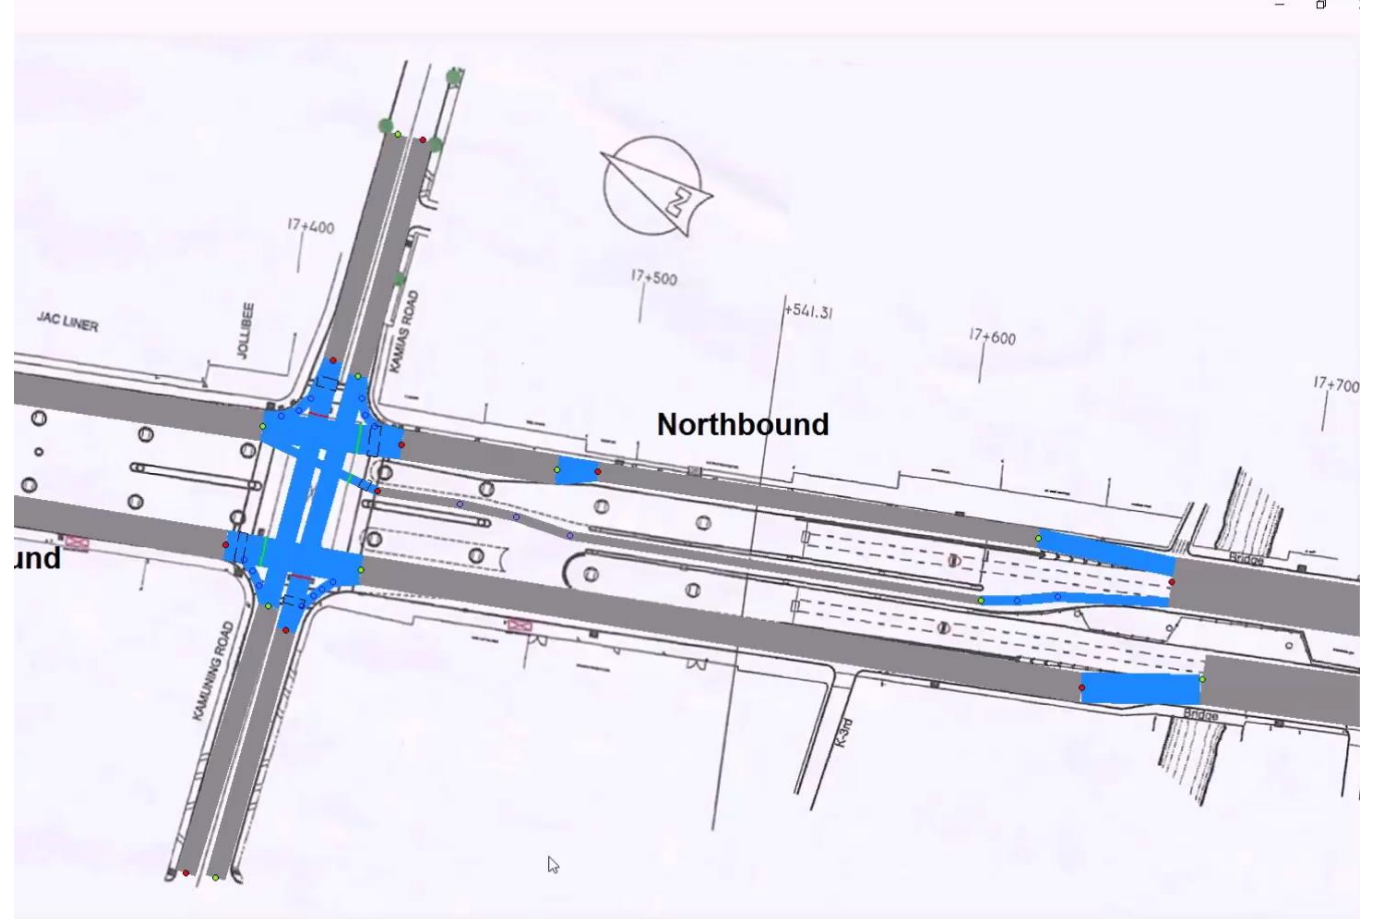 17+400
17+500
+541.31
17+600
17+700
JAC LINER
JOLLIBEE
KAMIAS ROAD
Northbound
Bridge
und
KAMUNING ROAD
K-3rd
Bridge
N